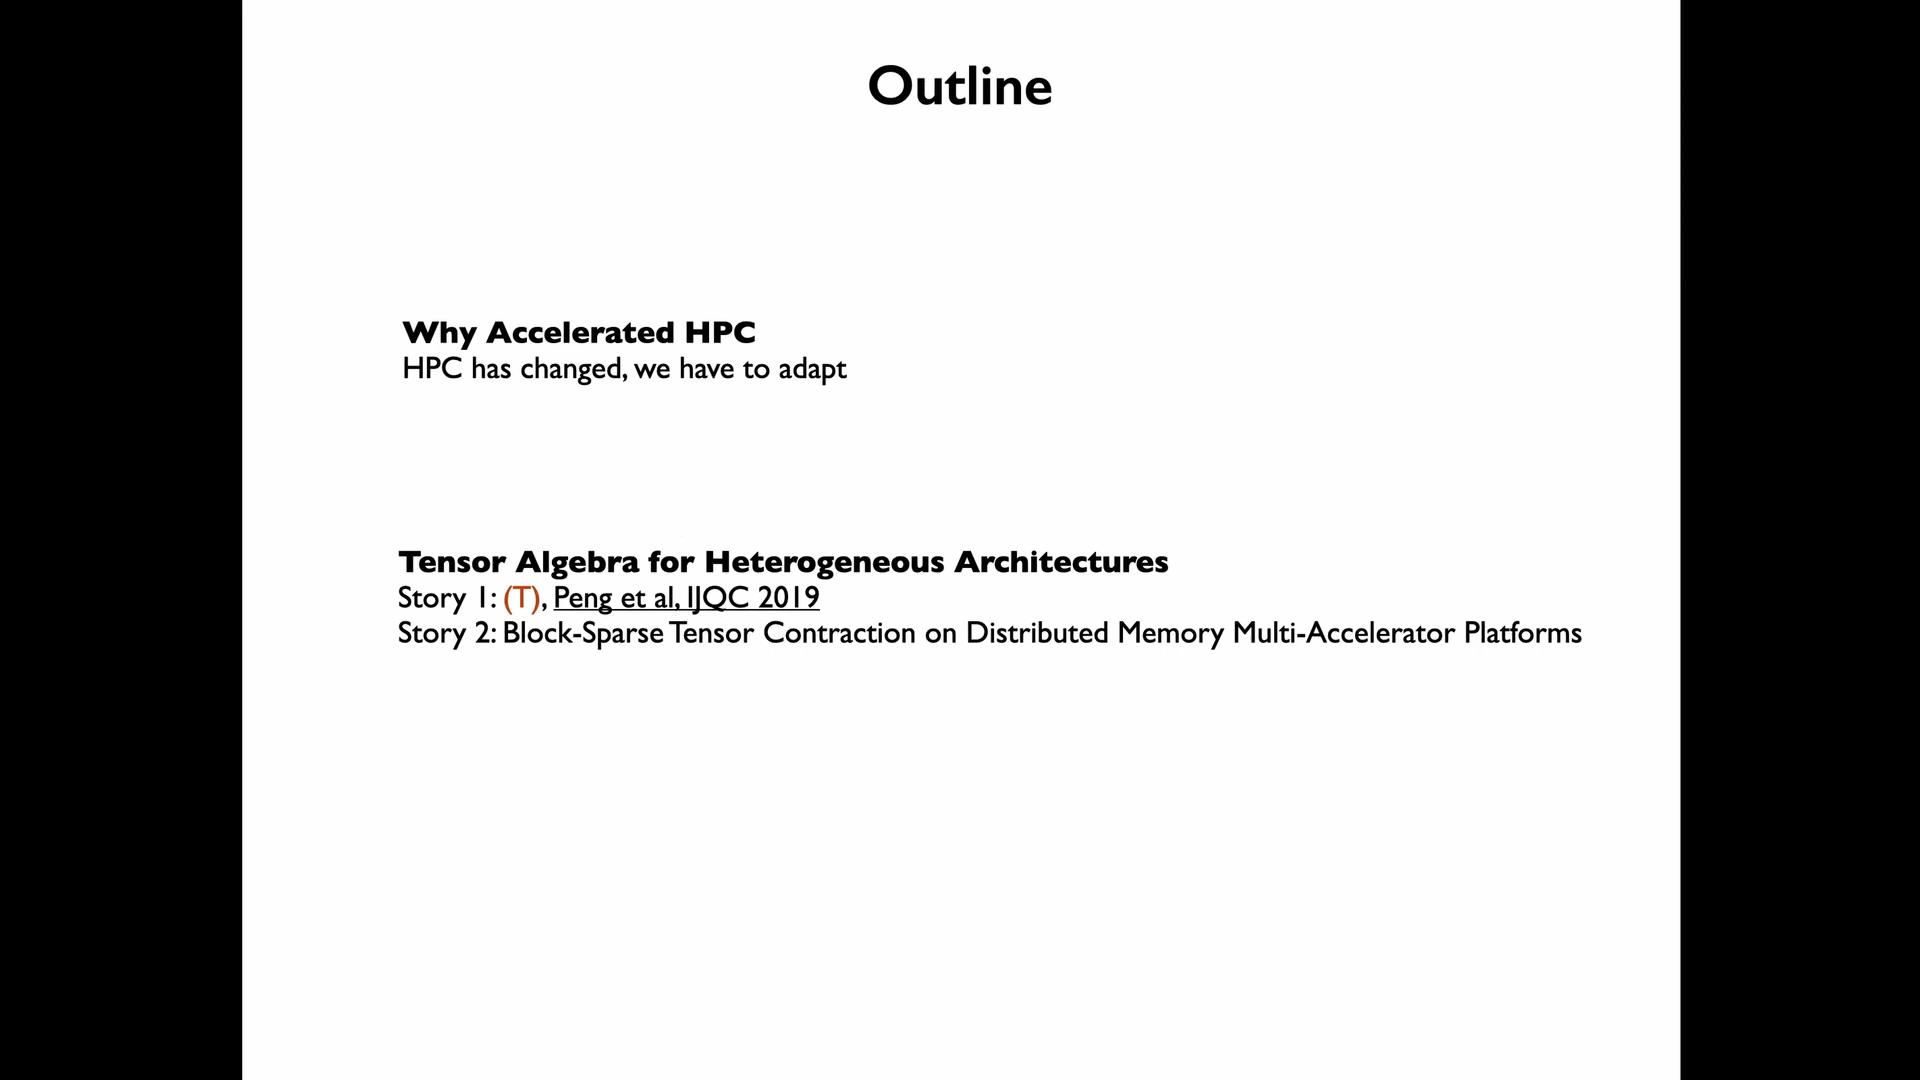 Outline
Why Accelerated HPC
HPC has changed, we have to adapt
Tensor Algebra for Heterogeneous Architectures
Story 1: (T), Peng et al, IJQC 2019
Story 2: Block-Sparse Tensor Contraction on Distributed Memory Multi-Accelerator Platforms